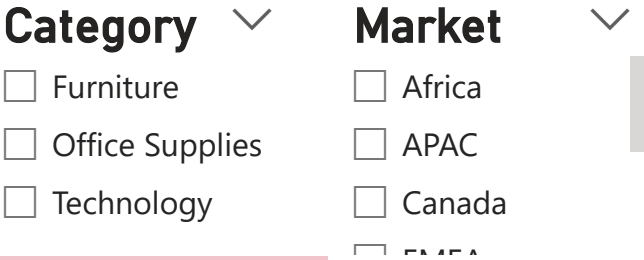 Category
Furniture
Office Supplies
Technology
Market
Africa
APAC
Canada